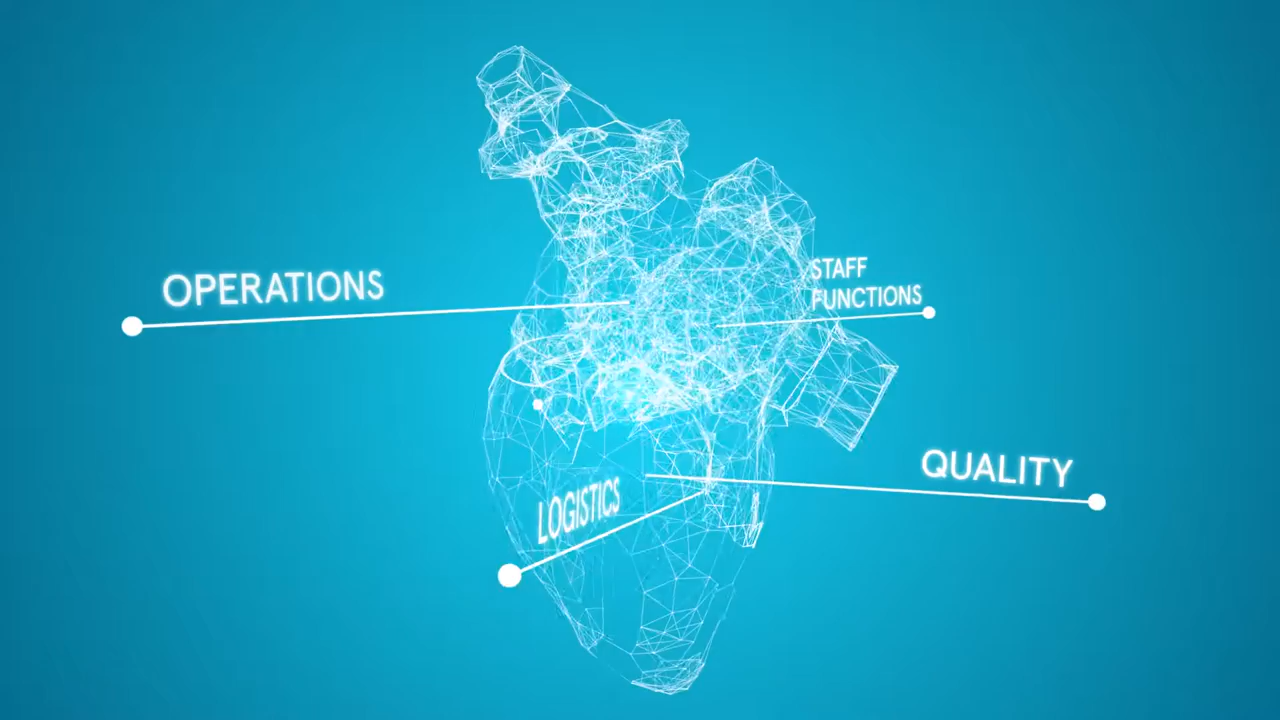 OPERATIONS
STAFF
FUNCTIONS
QUALITY
LOGISTICS